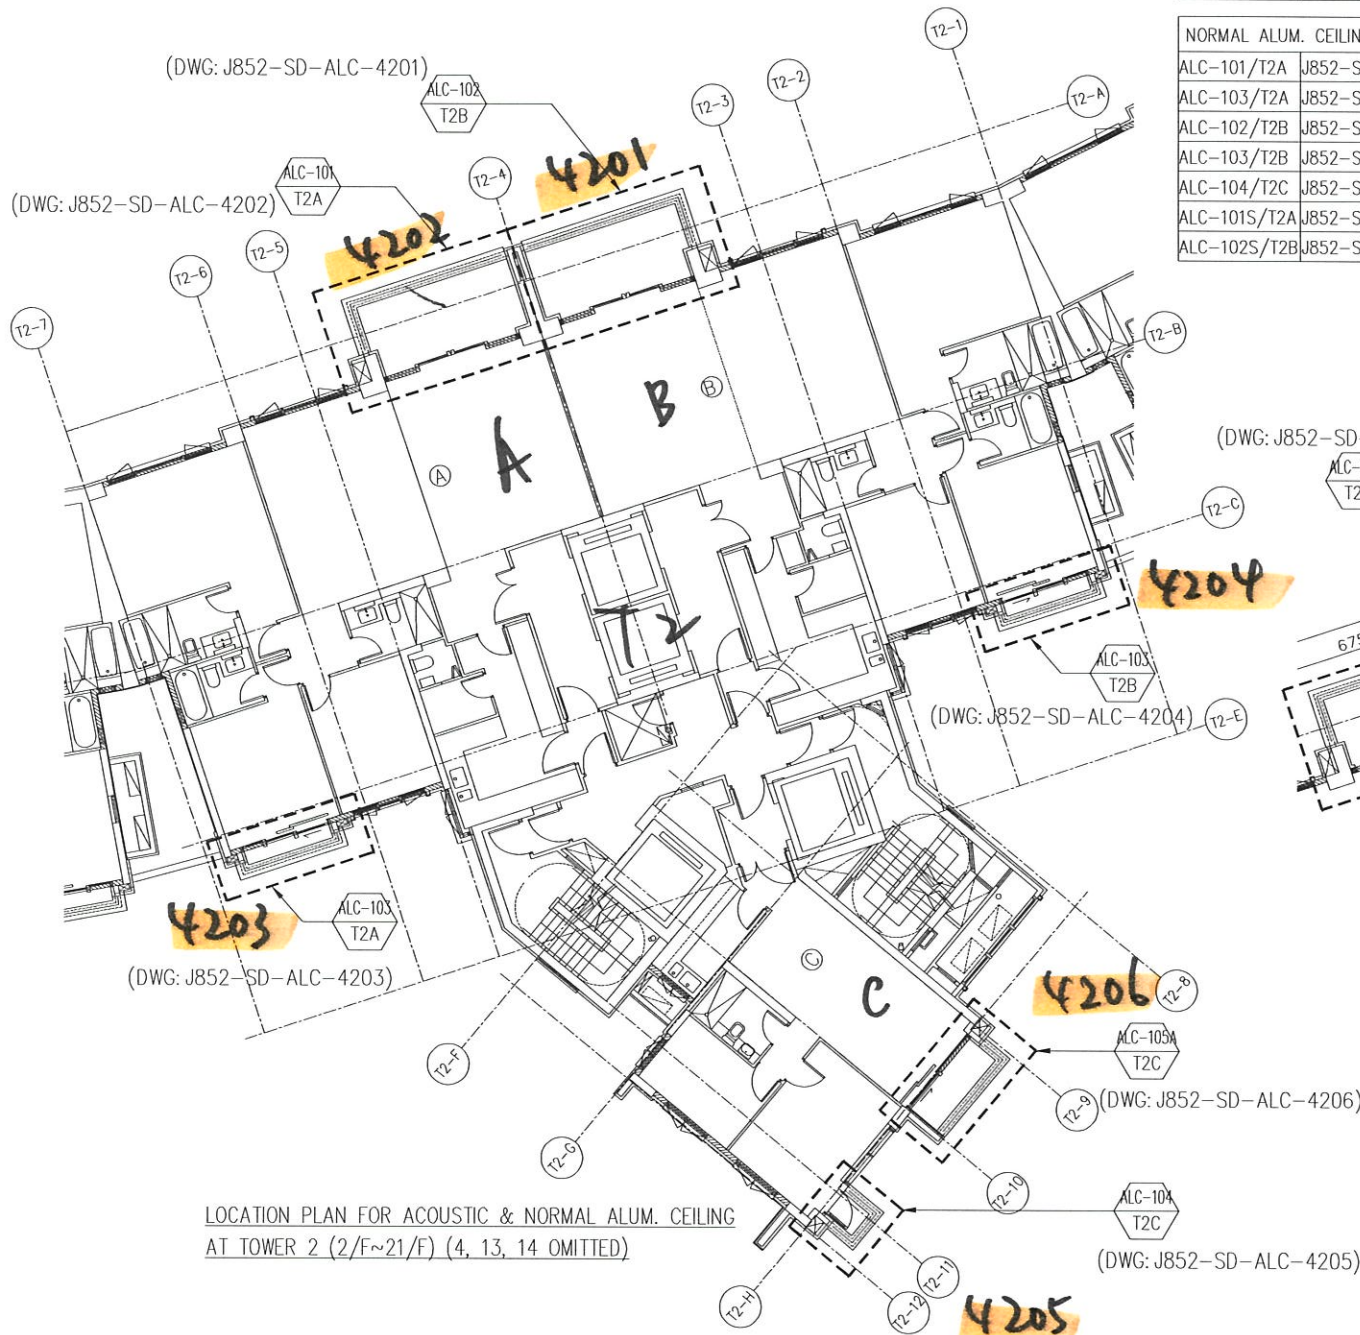 (DWG: J852-SD-ALC-4201)
ALC-102
T2B
T2-1
T2-2
T2-3
T2-A
NORMAL ALUM. CEILIN
ALC-101/T2A J852-S
ALC-103/T2A J852-S
ALC-102/T2B J852-S
ALC-103/T2B J852-S
ALC-104/T2C J852-S
ALC-101S/T2A J852-S
ALC-102S/T2B J852-S
4201
ALC-101
T2A
T2-4
(DWG: J852-SD-ALC-4202)
4202
T2-5
T2-6
T2-7
T2-B
B
B
A
A
(DWG: J852-SD-
ALC-
T2
T2-C
4204
T2
675
ALC-103
T2B
(DWG: J852-SD-ALC-4204)
T2-E
4203
ALC-103
T2A
(DWG: J852-SD-ALC-4203)
C
C
4206
T2-8
ALC-105A
T2C
T2-F
T2-9
(DWG: J852-SD-ALC-4206)
T2-G
T2-10
ALC-104
T2C
LOCATION PLAN FOR ACOUSTIC & NORMAL ALUM. CEILING
AT TOWER 2 (2/F~21/F) (4, 13, 14 OMITTED)
(DWG: J852-SD-ALC-4205)
T2-11
T2-H
T2-12
4205